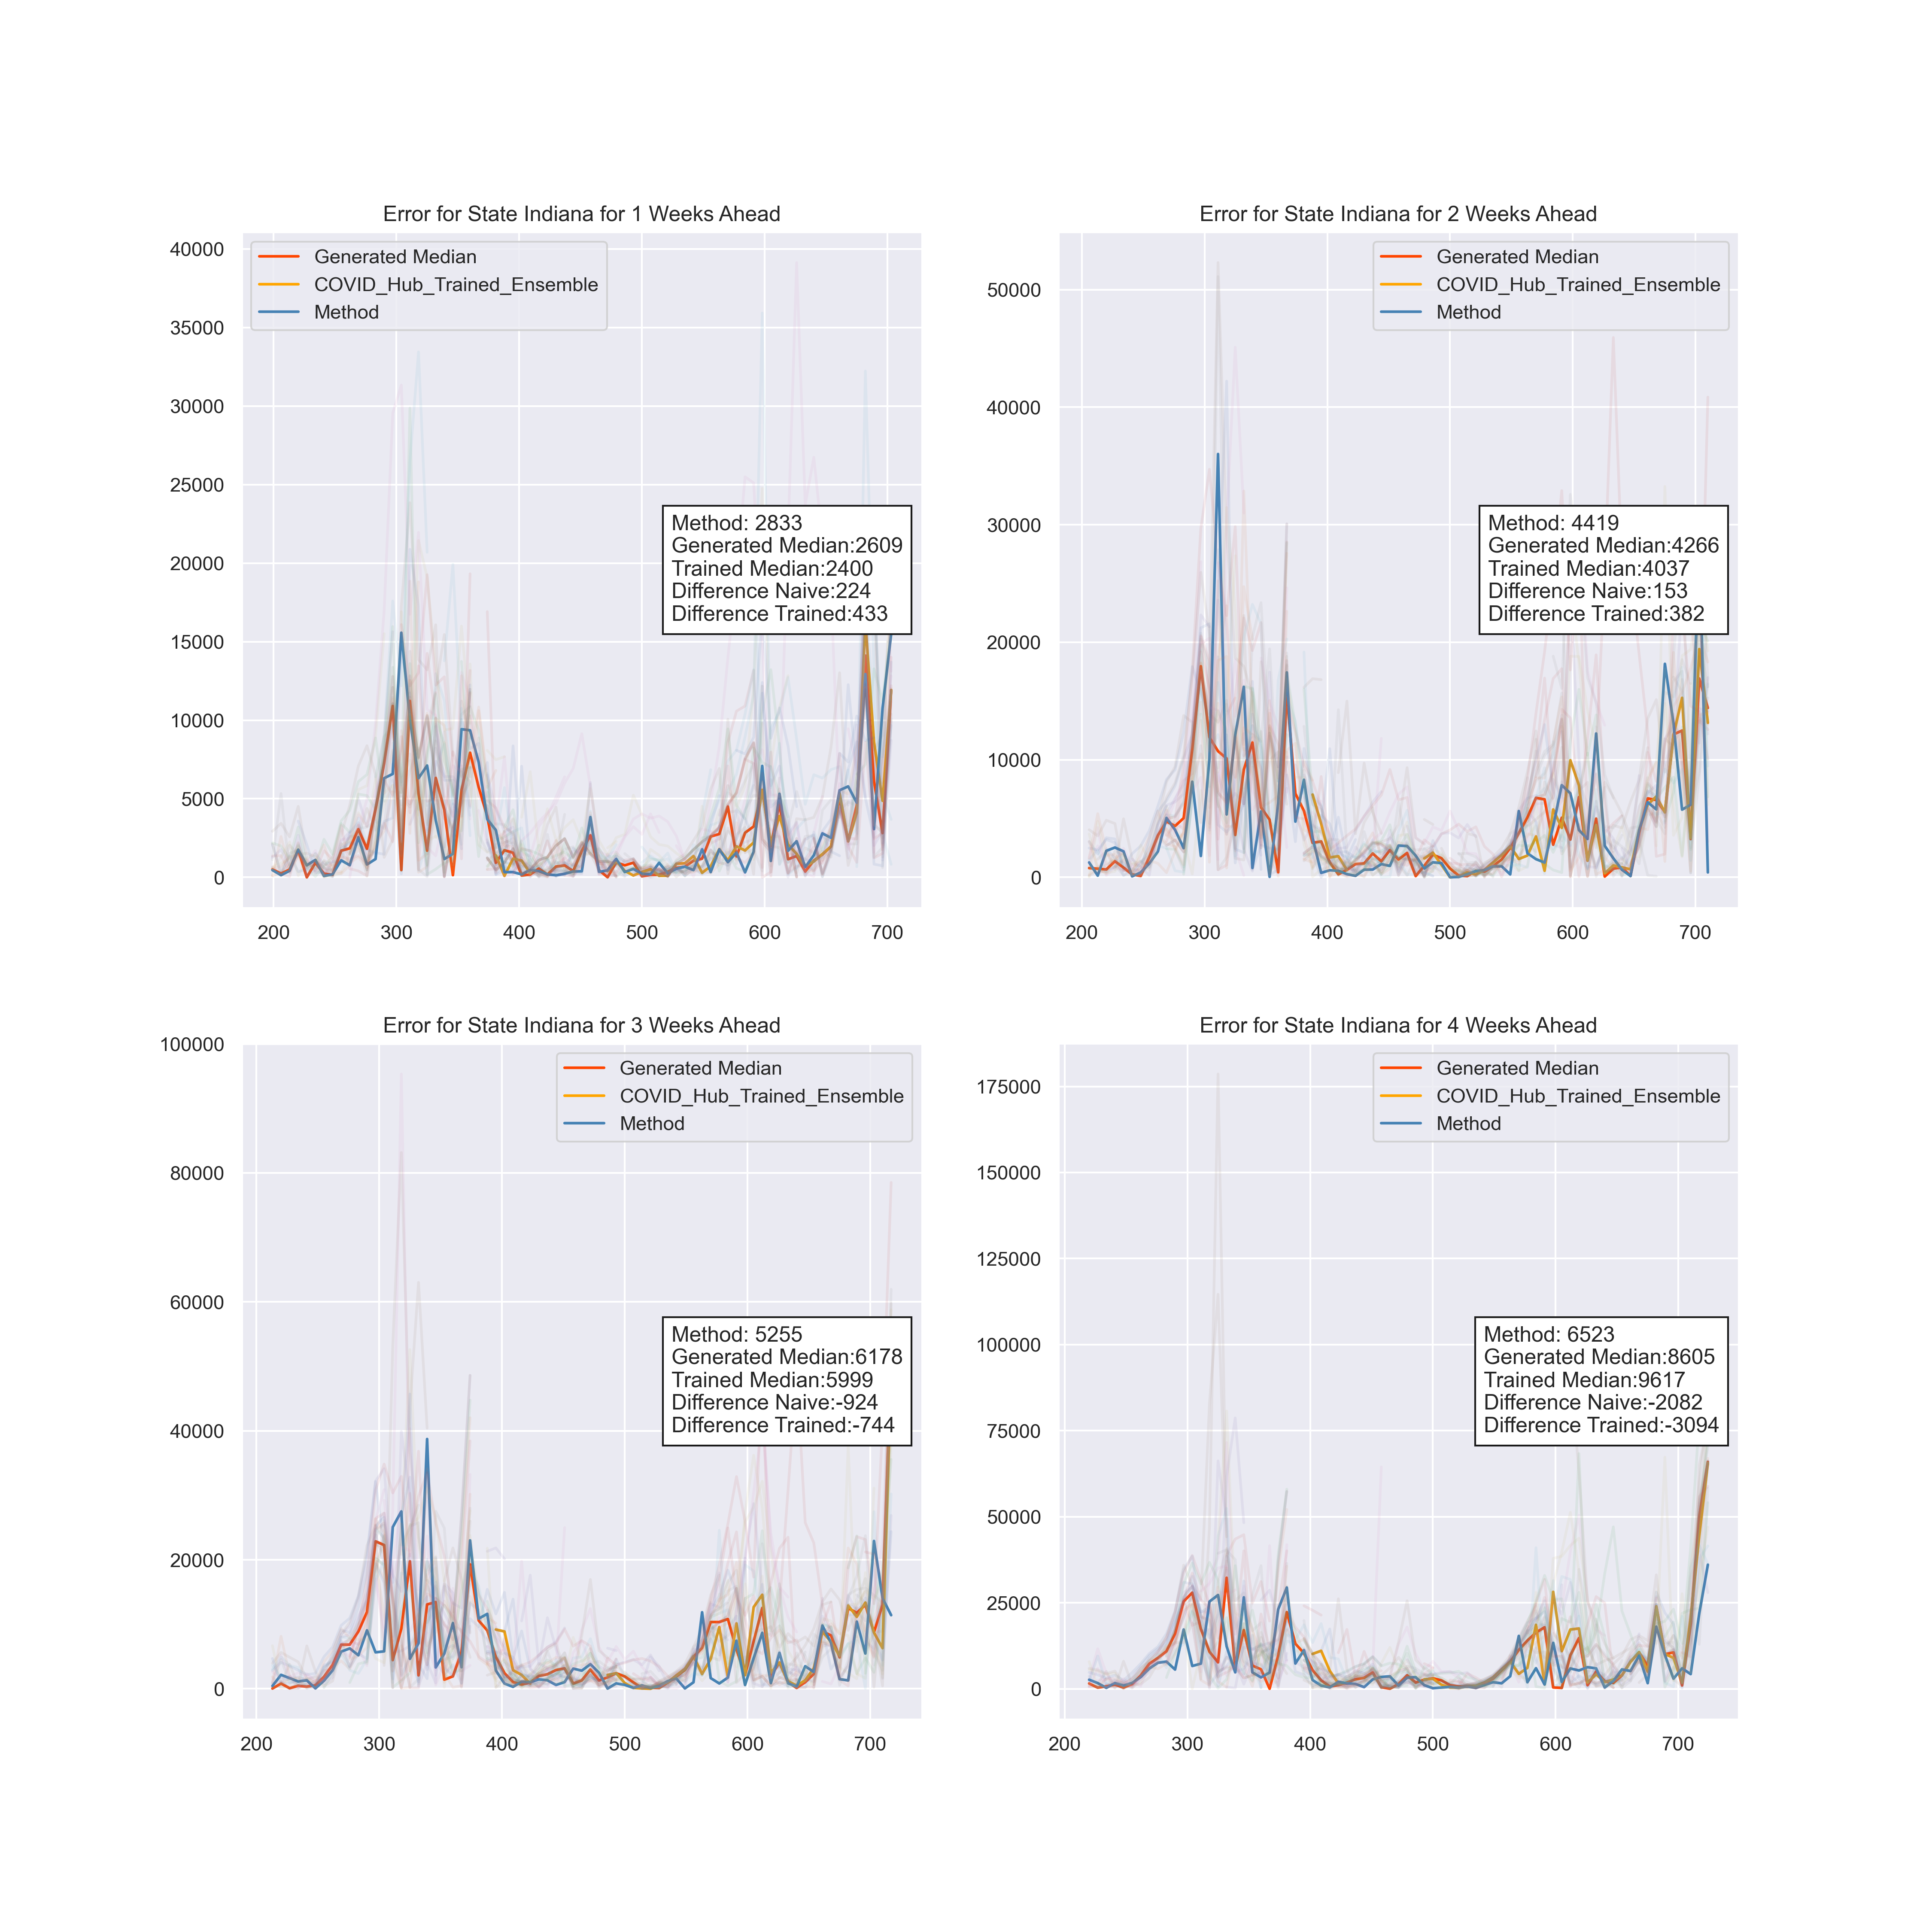 Error for State Indiana for 1 Weeks Ahead
40000
35000
30000
25000
20000
15000
10000
5000
0
Generated Median
COVID_Hub_Trained_Ensemble
Method
Method: 2833
Generated Median:2609
Trained Median:2400
Difference Naive:224
Difference Trained:433
200 300 400 500 600 700
Error for State Indiana for 2 Weeks Ahead
50000
40000
30000
20000
10000
0
Generated Median
COVID_Hub_Trained_Ensemble
Method
Method: 4419
Generated Median:4266
Trained Median:4037
Difference Naive:153
Difference Trained:382
200 300 400 500 600 700
Error for State Indiana for 3 Weeks Ahead
100000
80000
60000
40000
20000
0
Generated Median
COVID_Hub_Trained_Ensemble
Method
Method: 5255
Generated Median:6178
Trained Median:5999
Difference Naive:-924
Difference Trained:-744
200 300 400 500 600 700
Error for State Indiana for 4 Weeks Ahead
175000
150000
125000
100000
75000
50000
25000
0
Generated Median
COVID_Hub_Trained_Ensemble
Method
Method: 6523
Generated Median:8605
Trained Median:9617
Difference Naive:-2082
Difference Trained:-3094
200 300 400 500 600 700